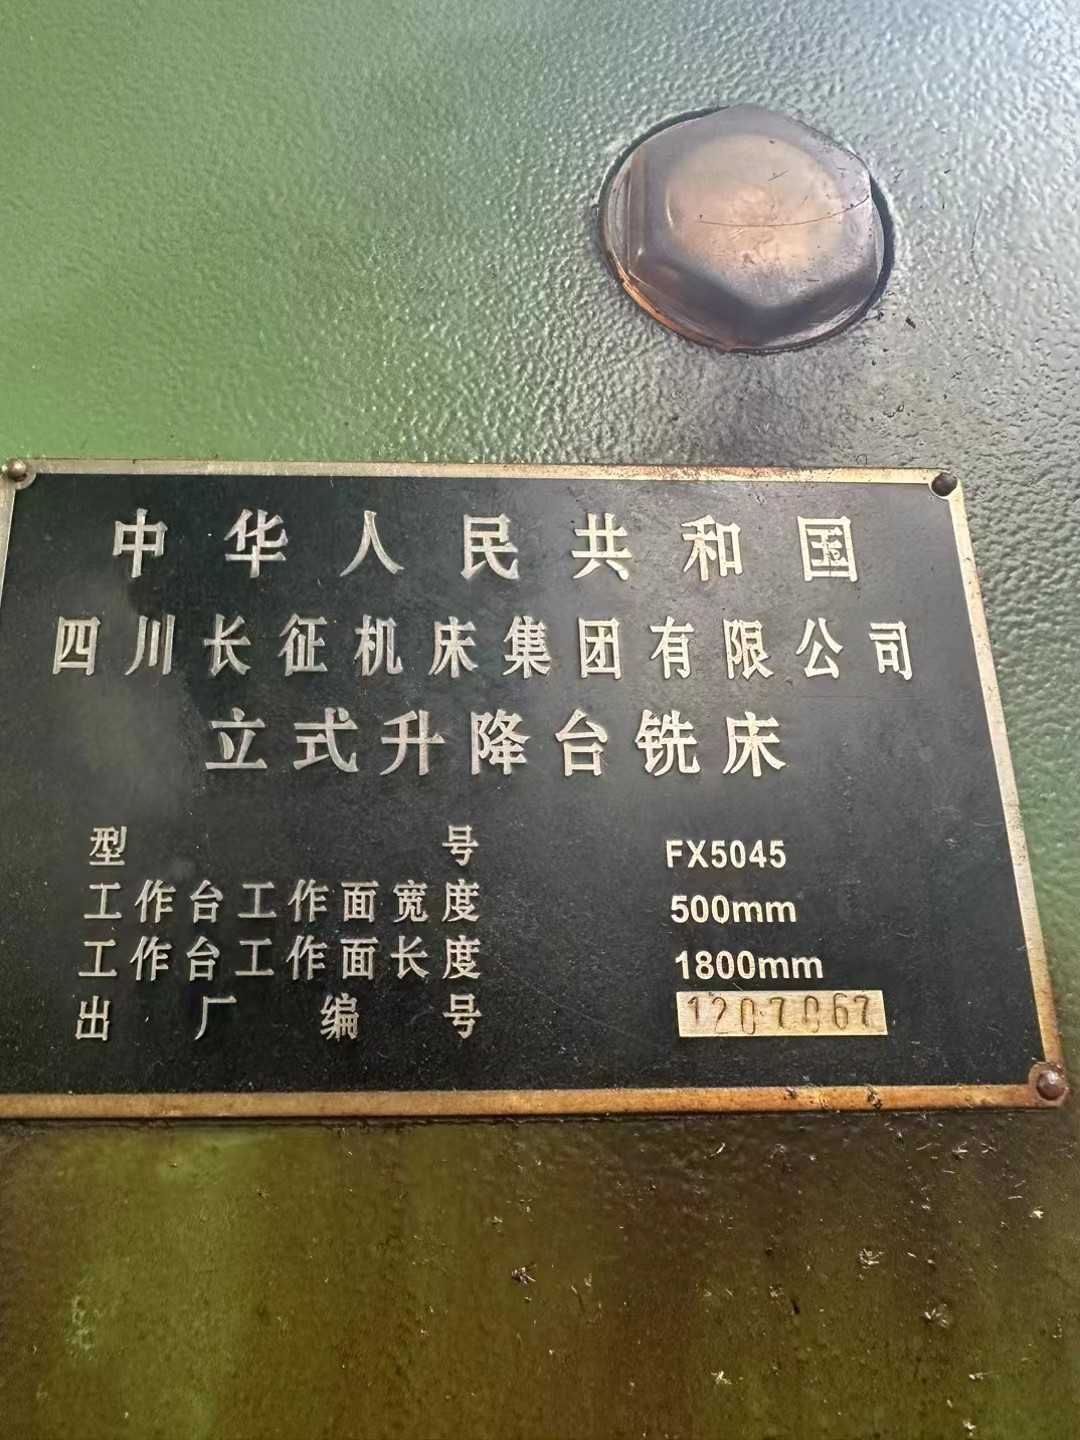 中华人民共和国
四川长征机床集团有限公司
立式升降台铣床
型号 FX5045
工作台工作面宽度 500mm
工作台工作面长度 1800mm
出厂编号 1207067